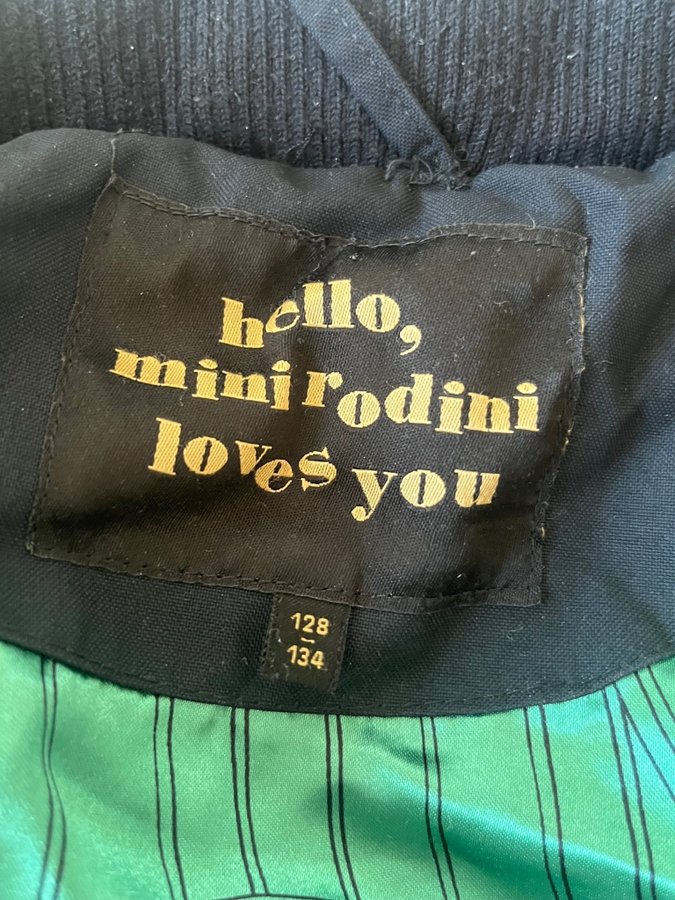 hello,
mini rodini
loves you
128
–
134